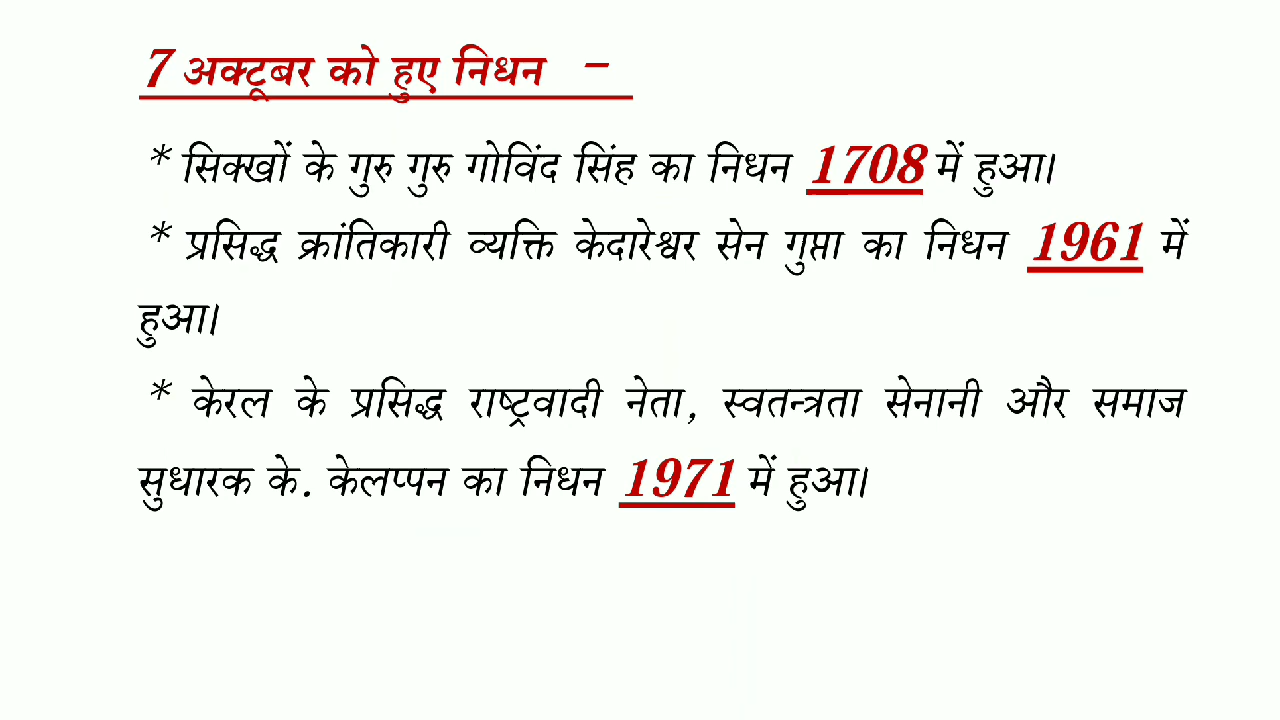 7 अक्टूबर को हुए निधन –
* सिक्खों के गुरु गुरु गोविंद सिंह का निधन 1708 में हुआ।
* प्रसिद्ध क्रांतिकारी व्यक्ति केदारेश्वर सेन गुप्ता का निधन 1961 में
हुआ।
* केरल के प्रसिद्ध राष्ट्रवादी नेता, स्वतन्त्रता सेनानी और समाज
सुधारक के. केलप्पन का निधन 1971 में हुआ।